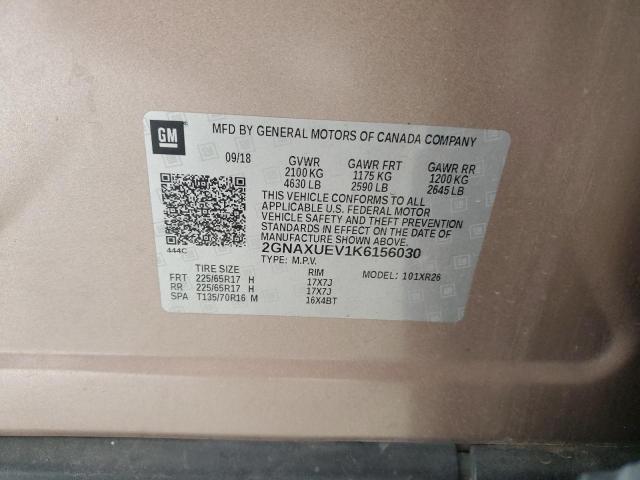 GM
MFD BY GENERAL MOTORS OF CANADA COMPANY
09/18 GVWR GAWR FRT GAWR RR
2100 KG 1175 KG 1200 KG
4630 LB 2590 LB 2645 LB
THIS VEHICLE CONFORMS TO ALL
APPLICABLE U.S. FEDERAL MOTOR
VEHICLE SAFETY AND THEFT PREVENTION
STANDARDS IN EFFECT ON THE DATE OF
MANUFACTURE SHOWN ABOVE.
444C 2GNAXUEV1K6156030
TYPE: M.P.V. MODEL: 101XR26
TIRE SIZE RIM
FRT 225/65R17 H 17X7J
RR 225/65R17 H 17X7J
SPA T135/70R16 M 16X4BT